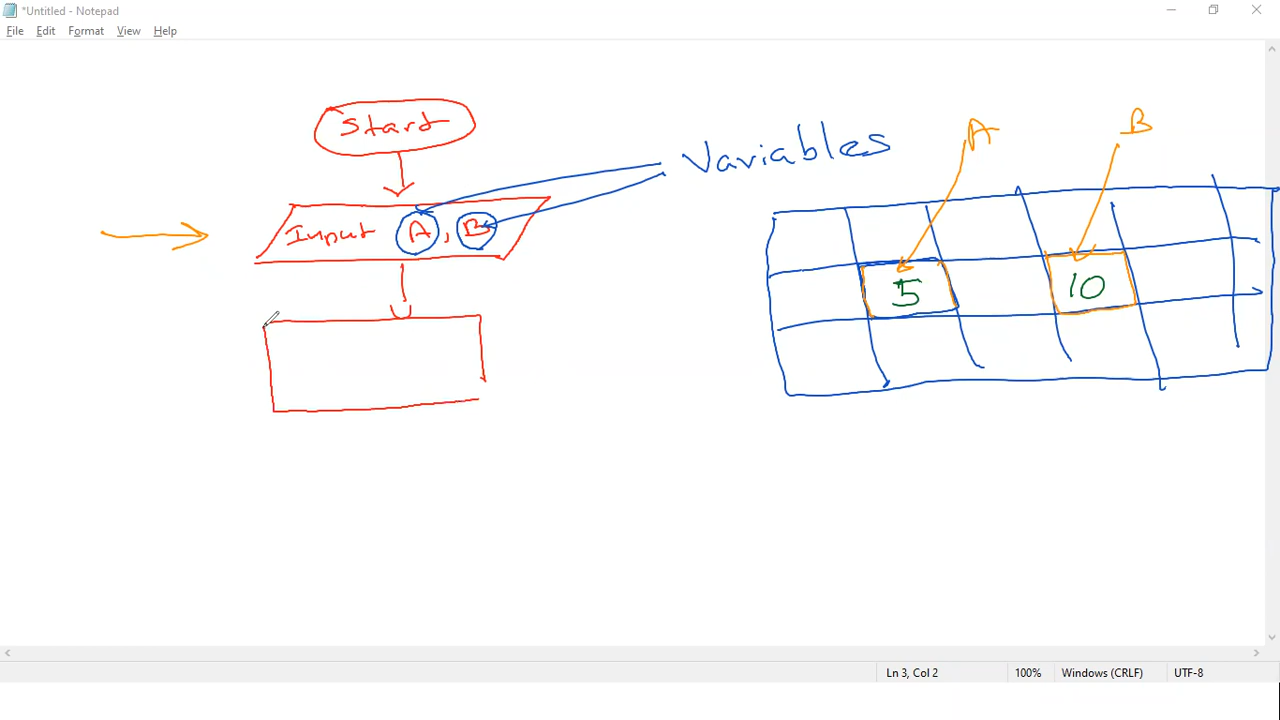 *Untitled - Notepad
File Edit Format View Help
Start
Input A, B
Variables
A
B
5
10
Ln 3, Col 2
100%
Windows (CRLF)
UTF-8